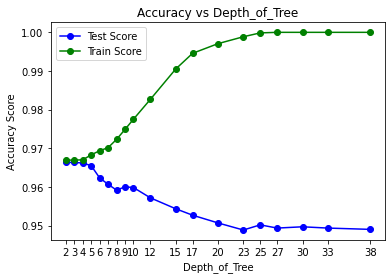 Accuracy vs Depth_of_Tree
Test Score
Train Score
Accuracy Score
1.00
0.99
0.98
0.97
0.96
0.95
2 3 4 5 6 7 8 9 10 12 15 17 20 23 25 27 30 33 38
Depth_of_Tree